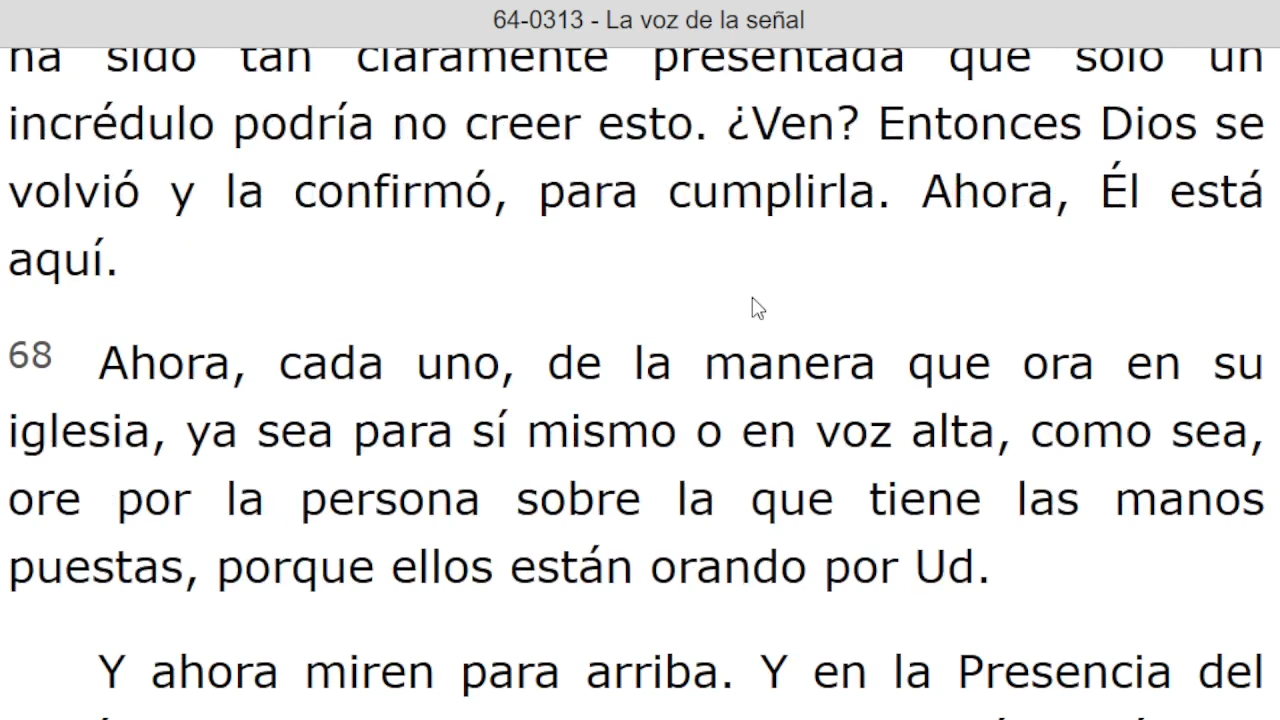 64-0313 - La voz de la señal
ha sido tan claramente presentada que sólo un
incrédulo podría no creer esto. ¿Ven? Entonces Dios se
volvió y la confirmó, para cumplirla. Ahora, Él está
aquí.
68 Ahora, cada uno, de la manera que ora en su
iglesia, ya sea para sí mismo o en voz alta, como sea,
ore por la persona sobre la que tiene las manos
puestas, porque ellos están orando por Ud.
Y ahora miren para arriba. Y en la Presencia del